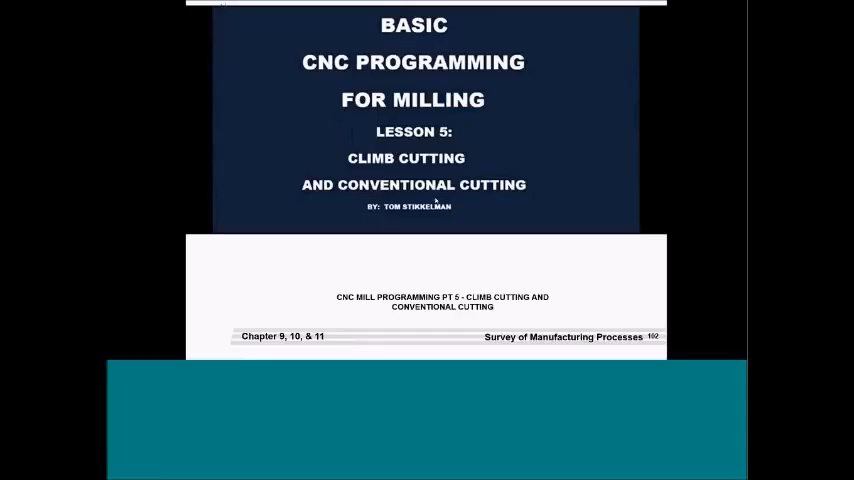 BASIC
CNC PROGRAMMING
FOR MILLING
LESSON 5:
CLIMB CUTTING
AND CONVENTIONAL CUTTING
BY: TOM STIKKELMAN
CNC MILL PROGRAMMING PT 5 - CLIMB CUTTING AND
CONVENTIONAL CUTTING
Chapter 9, 10, & 11
Survey of Manufacturing Processes 102